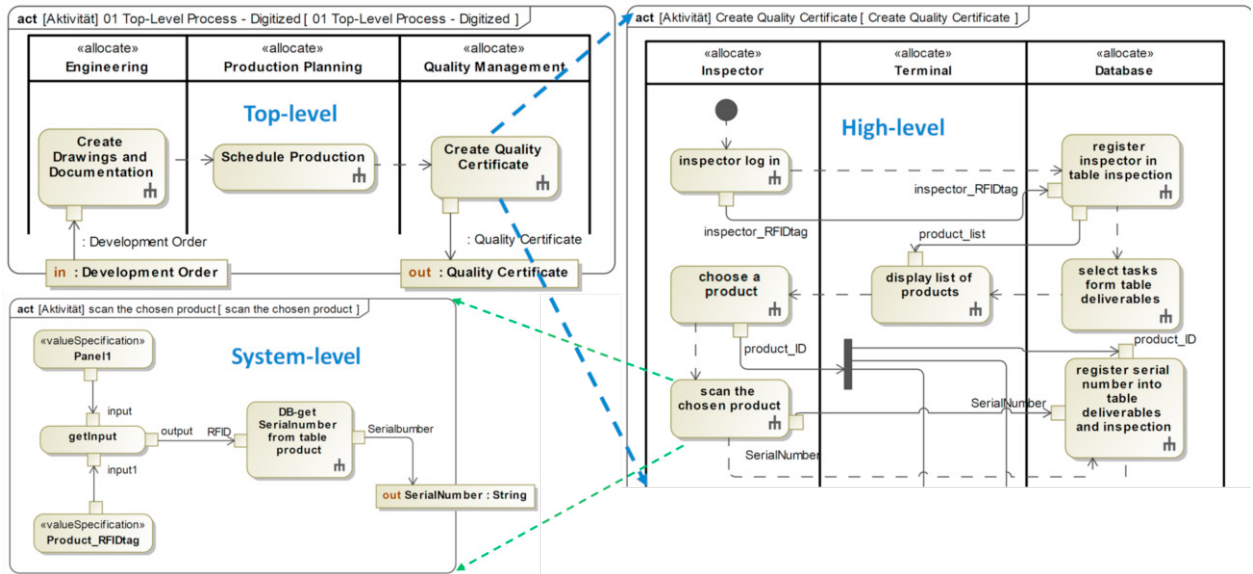 act [Aktivität] 01 Top-Level Process - Digitized [ 01 Top-Level Process - Digitized ]
«allocate»
Engineering
«allocate»
Production Planning
«allocate»
Quality Management
Top-level
Create
Drawings and
Documentation
Schedule Production
Create Quality
Certificate
: Development Order
: Quality Certificate
in : Development Order
out : Quality Certificate
act [Aktivität] Create Quality Certificate [ Create Quality Certificate ]
«allocate»
Inspector
«allocate»
Terminal
«allocate»
Database
High-level
inspector log in
register
inspector in
table inspection
inspector_RFIDtag
inspector_RFIDtag
product_list
choose a
product
display list of
products
select tasks
form table
deliverables
product_ID
product_ID
scan the
chosen product
register serial
number into
table
deliverables
and inspection
SerialNumber
SerialNumber
act [Aktivität] scan the chosen product [ scan the chosen product ]
System-level
«valueSpecification»
Panel1
input
getInput
output
RFID
DB-get
Serialnumber
from table
product
Serialbumber
input1
out SerialNumber : String
«valueSpecification»
Product_RFIDtag